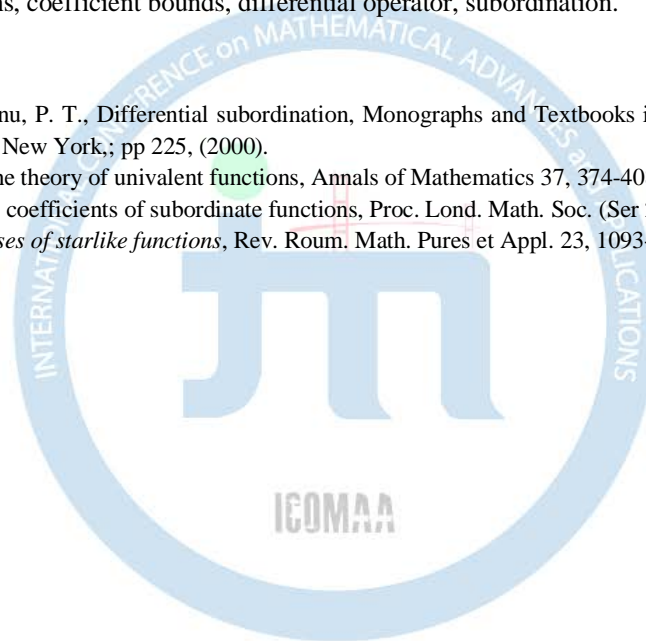 ns, coefficient bounds, differential operator, subordination.
nu, P. T., Differential subordination, Monographs and Textbooks i
New York,; pp 225, (2000).
he theory of univalent functions, Annals of Mathematics 37, 374-40
coefficients of subordinate functions, Proc. Lond. Math. Soc. (Ser
ses of starlike functions, Rev. Roum. Math. Pures et Appl. 23, 1093-
INTERNATIONAL CONFERENCE on MATHEMATICAL ADVANCES and APPLICATIONS
ICOMAA